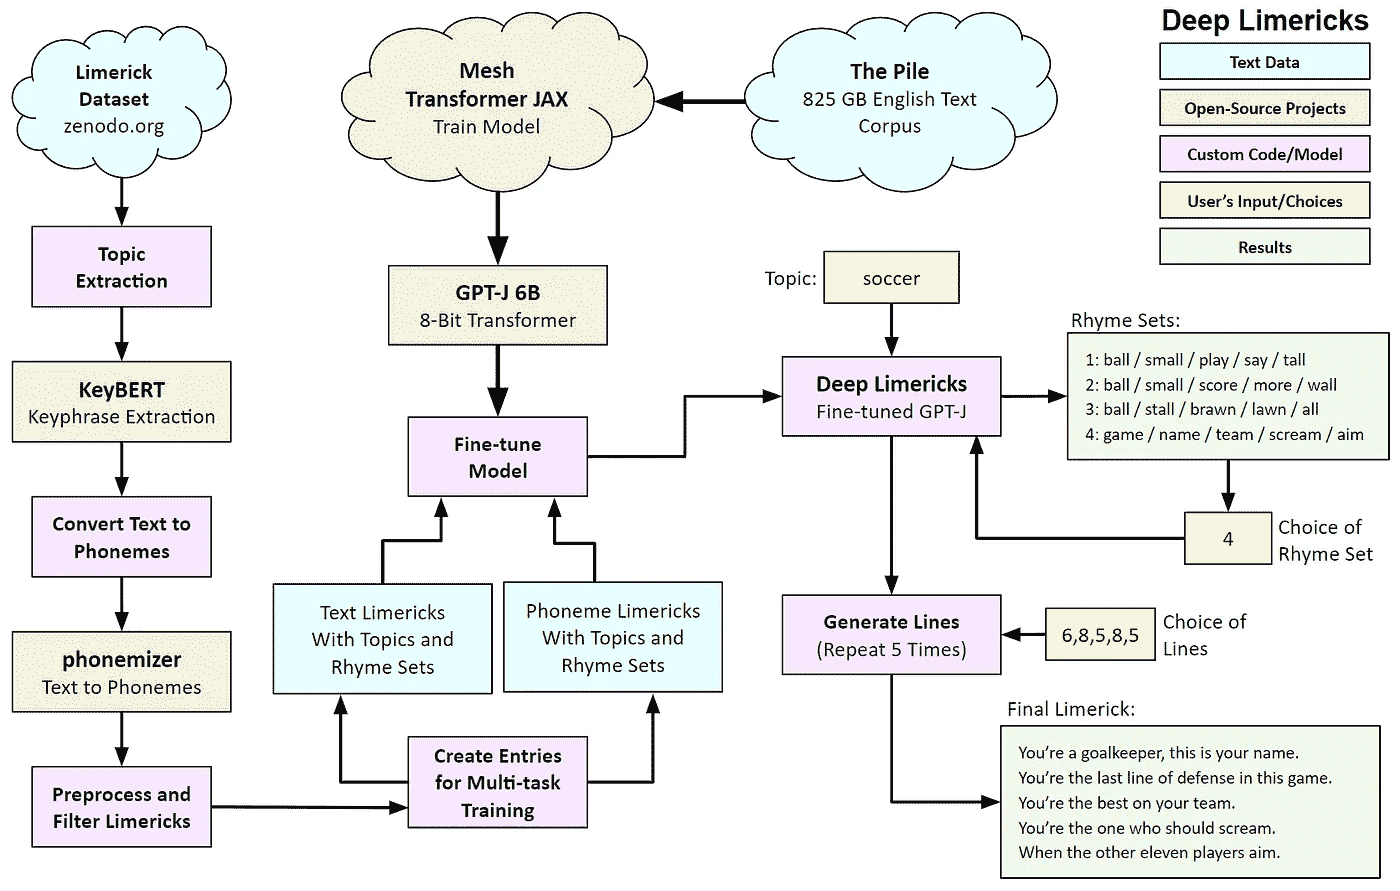 Deep Limericks
Text Data
Open-Source Projects
Custom Code/Model
User's Input/Choices
Results
Limerick
Dataset
zenodo.org
Topic
Extraction
KeyBERT
Keyphrase Extraction
Convert Text to
Phonemes
phonemizer
Text to Phonemes
Preprocess and
Filter Limericks
Mesh
Transformer JAX
Train Model
The Pile
825 GB English Text
Corpus
GPT-J 6B
8-Bit Transformer
Fine-tune
Model
Text Limericks
With Topics and
Rhyme Sets
Phoneme Limericks
With Topics and
Rhyme Sets
Create Entries
for Multi-task
Training
Topic:
soccer
Deep Limericks
Fine-tuned GPT-J
Rhyme Sets:
1: ball / small / play / say / tall
2: ball / small / score / more / wall
3: ball / stall / brawn / lawn / all
4: game / name / team / scream / aim
4
Choice of
Rhyme Set
Generate Lines
(Repeat 5 Times)
6,8,5,8,5
Choice of
Lines
Final Limerick:
You're a goalkeeper, this is your name.
You're the last line of defense in this game.
You're the best on your team.
You're the one who should scream.
When the other eleven players aim.